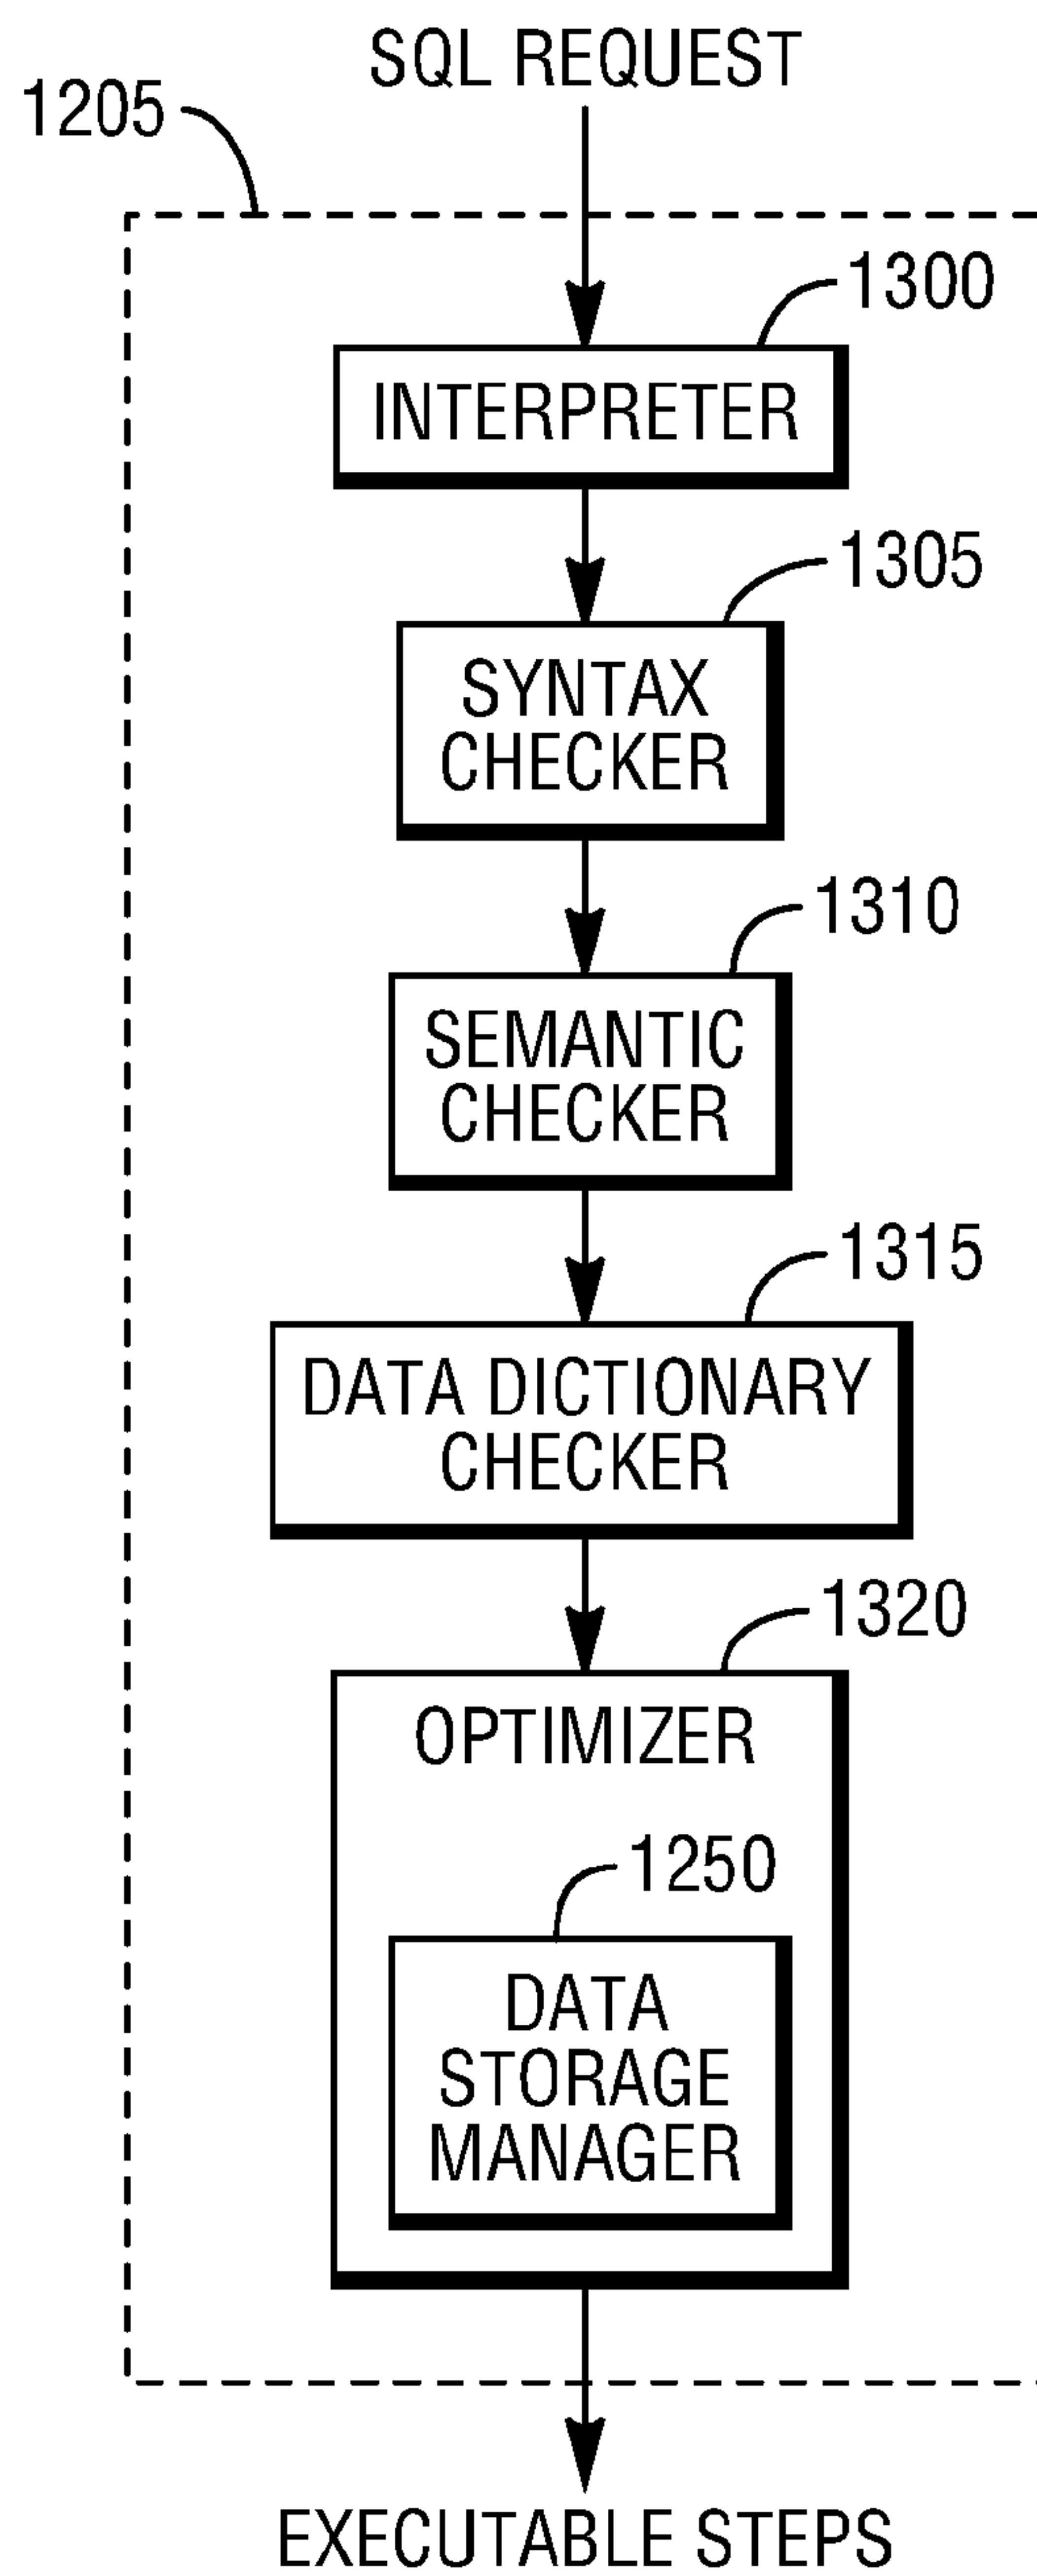 SQL REQUEST
1205
1300
INTERPRETER
1305
SYNTAX
CHECKER
1310
SEMANTIC
CHECKER
1315
DATA DICTIONARY
CHECKER
1320
OPTIMIZER
1250
DATA
STORAGE
MANAGER
EXECUTABLE STEPS